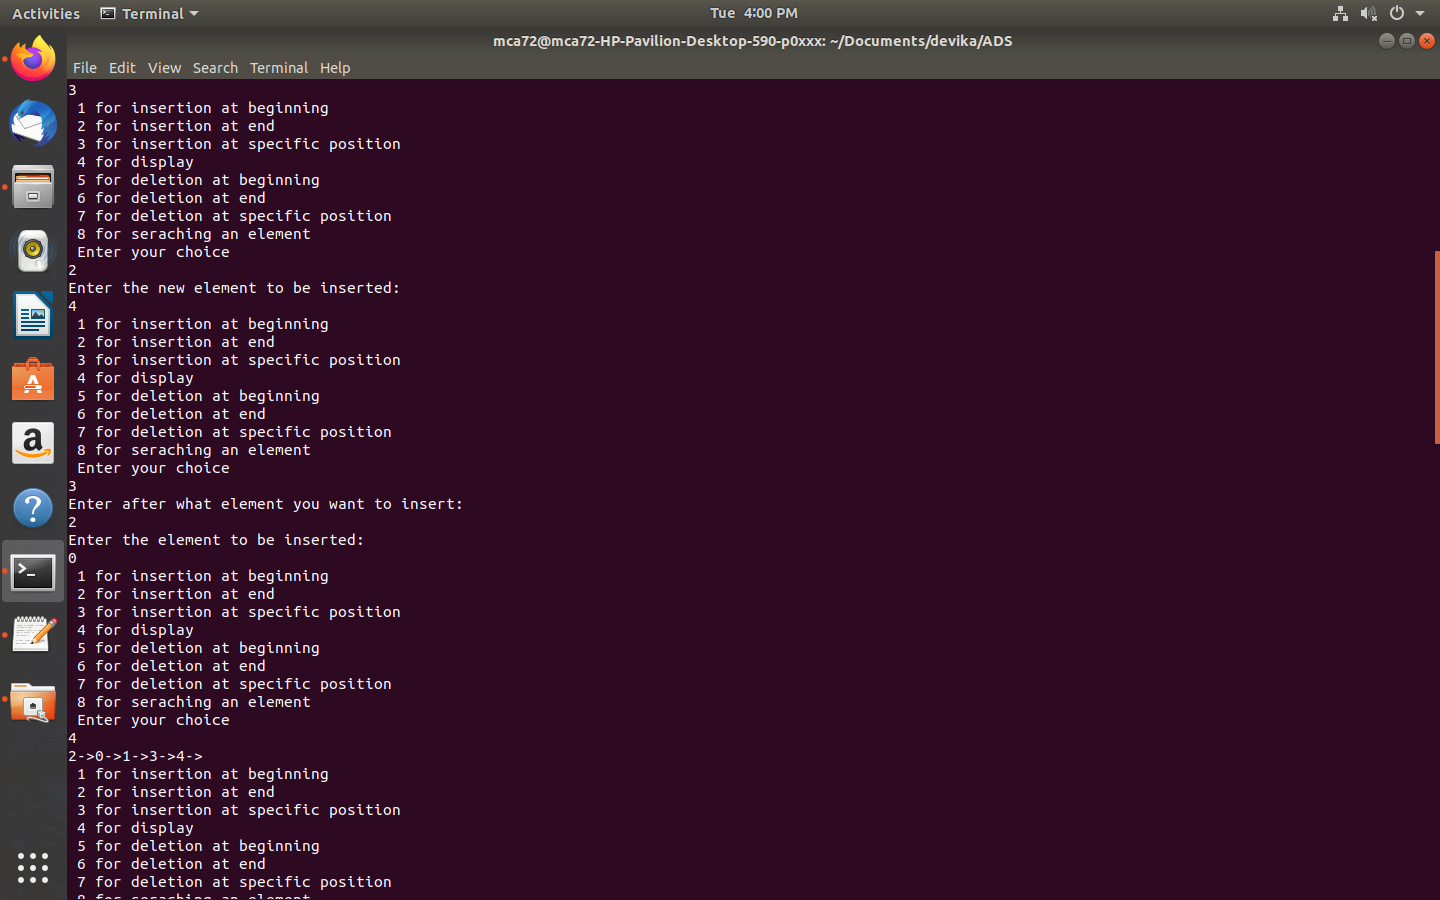 Activities Terminal Tue 4:00 PM
mca72@mca72-HP-Pavilion-Desktop-590-p0xxx: ~/Documents/devika/ADS
File Edit View Search Terminal Help
3
1 for insertion at beginning
2 for insertion at end
3 for insertion at specific position
4 for display
5 for deletion at beginning
6 for deletion at end
7 for deletion at specific position
8 for seraching an element
Enter your choice
2
Enter the new element to be inserted:
4
1 for insertion at beginning
2 for insertion at end
3 for insertion at specific position
4 for display
5 for deletion at beginning
6 for deletion at end
7 for deletion at specific position
8 for seraching an element
Enter your choice
3
Enter after what element you want to insert:
2
Enter the element to be inserted:
0
1 for insertion at beginning
2 for insertion at end
3 for insertion at specific position
4 for display
5 for deletion at beginning
6 for deletion at end
7 for deletion at specific position
8 for seraching an element
Enter your choice
4
2->0->1->3->4->
1 for insertion at beginning
2 for insertion at end
3 for insertion at specific position
4 for display
5 for deletion at beginning
6 for deletion at end
7 for deletion at specific position
8 for seraching an element